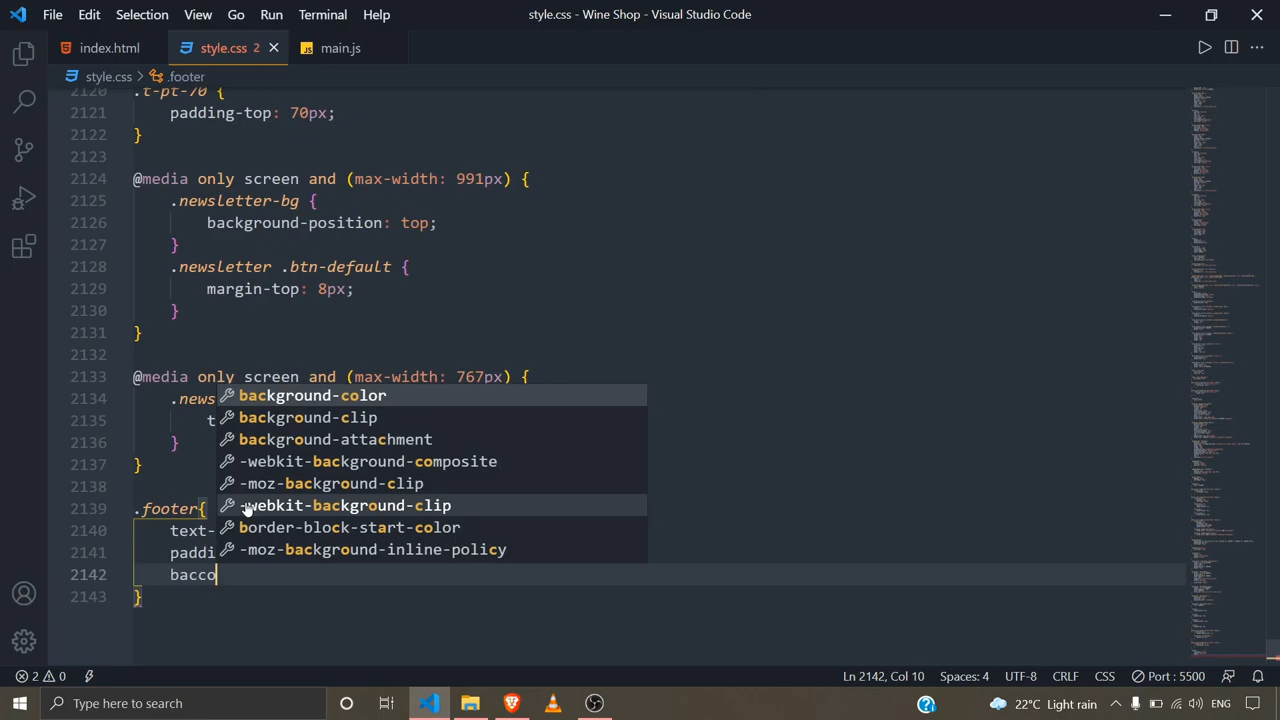 File Edit Selection View Go Run Terminal Help style.css - Wine Shop - Visual Studio Code
index.html style.css 2 main.js
style.css > .footer
2120 .t-pt-70 {
2121 padding-top: 70px;
2122 }
2123
2124 @media only screen and (max-width: 991px) {
2125 .newsletter-bg {
2126 background-position: top;
2127 }
2128 .newsletter .btn-default {
2129 margin-top: 8px;
2130 }
2131 }
2132
2133 @media only screen and (max-width: 767px) {
2134 .news
2135 t
2136 }
2137 }
2138
2139 .footer{
2140 text-
2141 paddi
2142 bacco
2143 }
background-color
background-clip
background-attachment
-webkit-background-composite
-moz-background-clip
-webkit-background-clip
border-block-start-color
-moz-background-inline-policy
2 0 Ln 2142, Col 10 Spaces: 4 UTF-8 CRLF CSS Port : 5500
Type here to search 22°C Light rain ENG